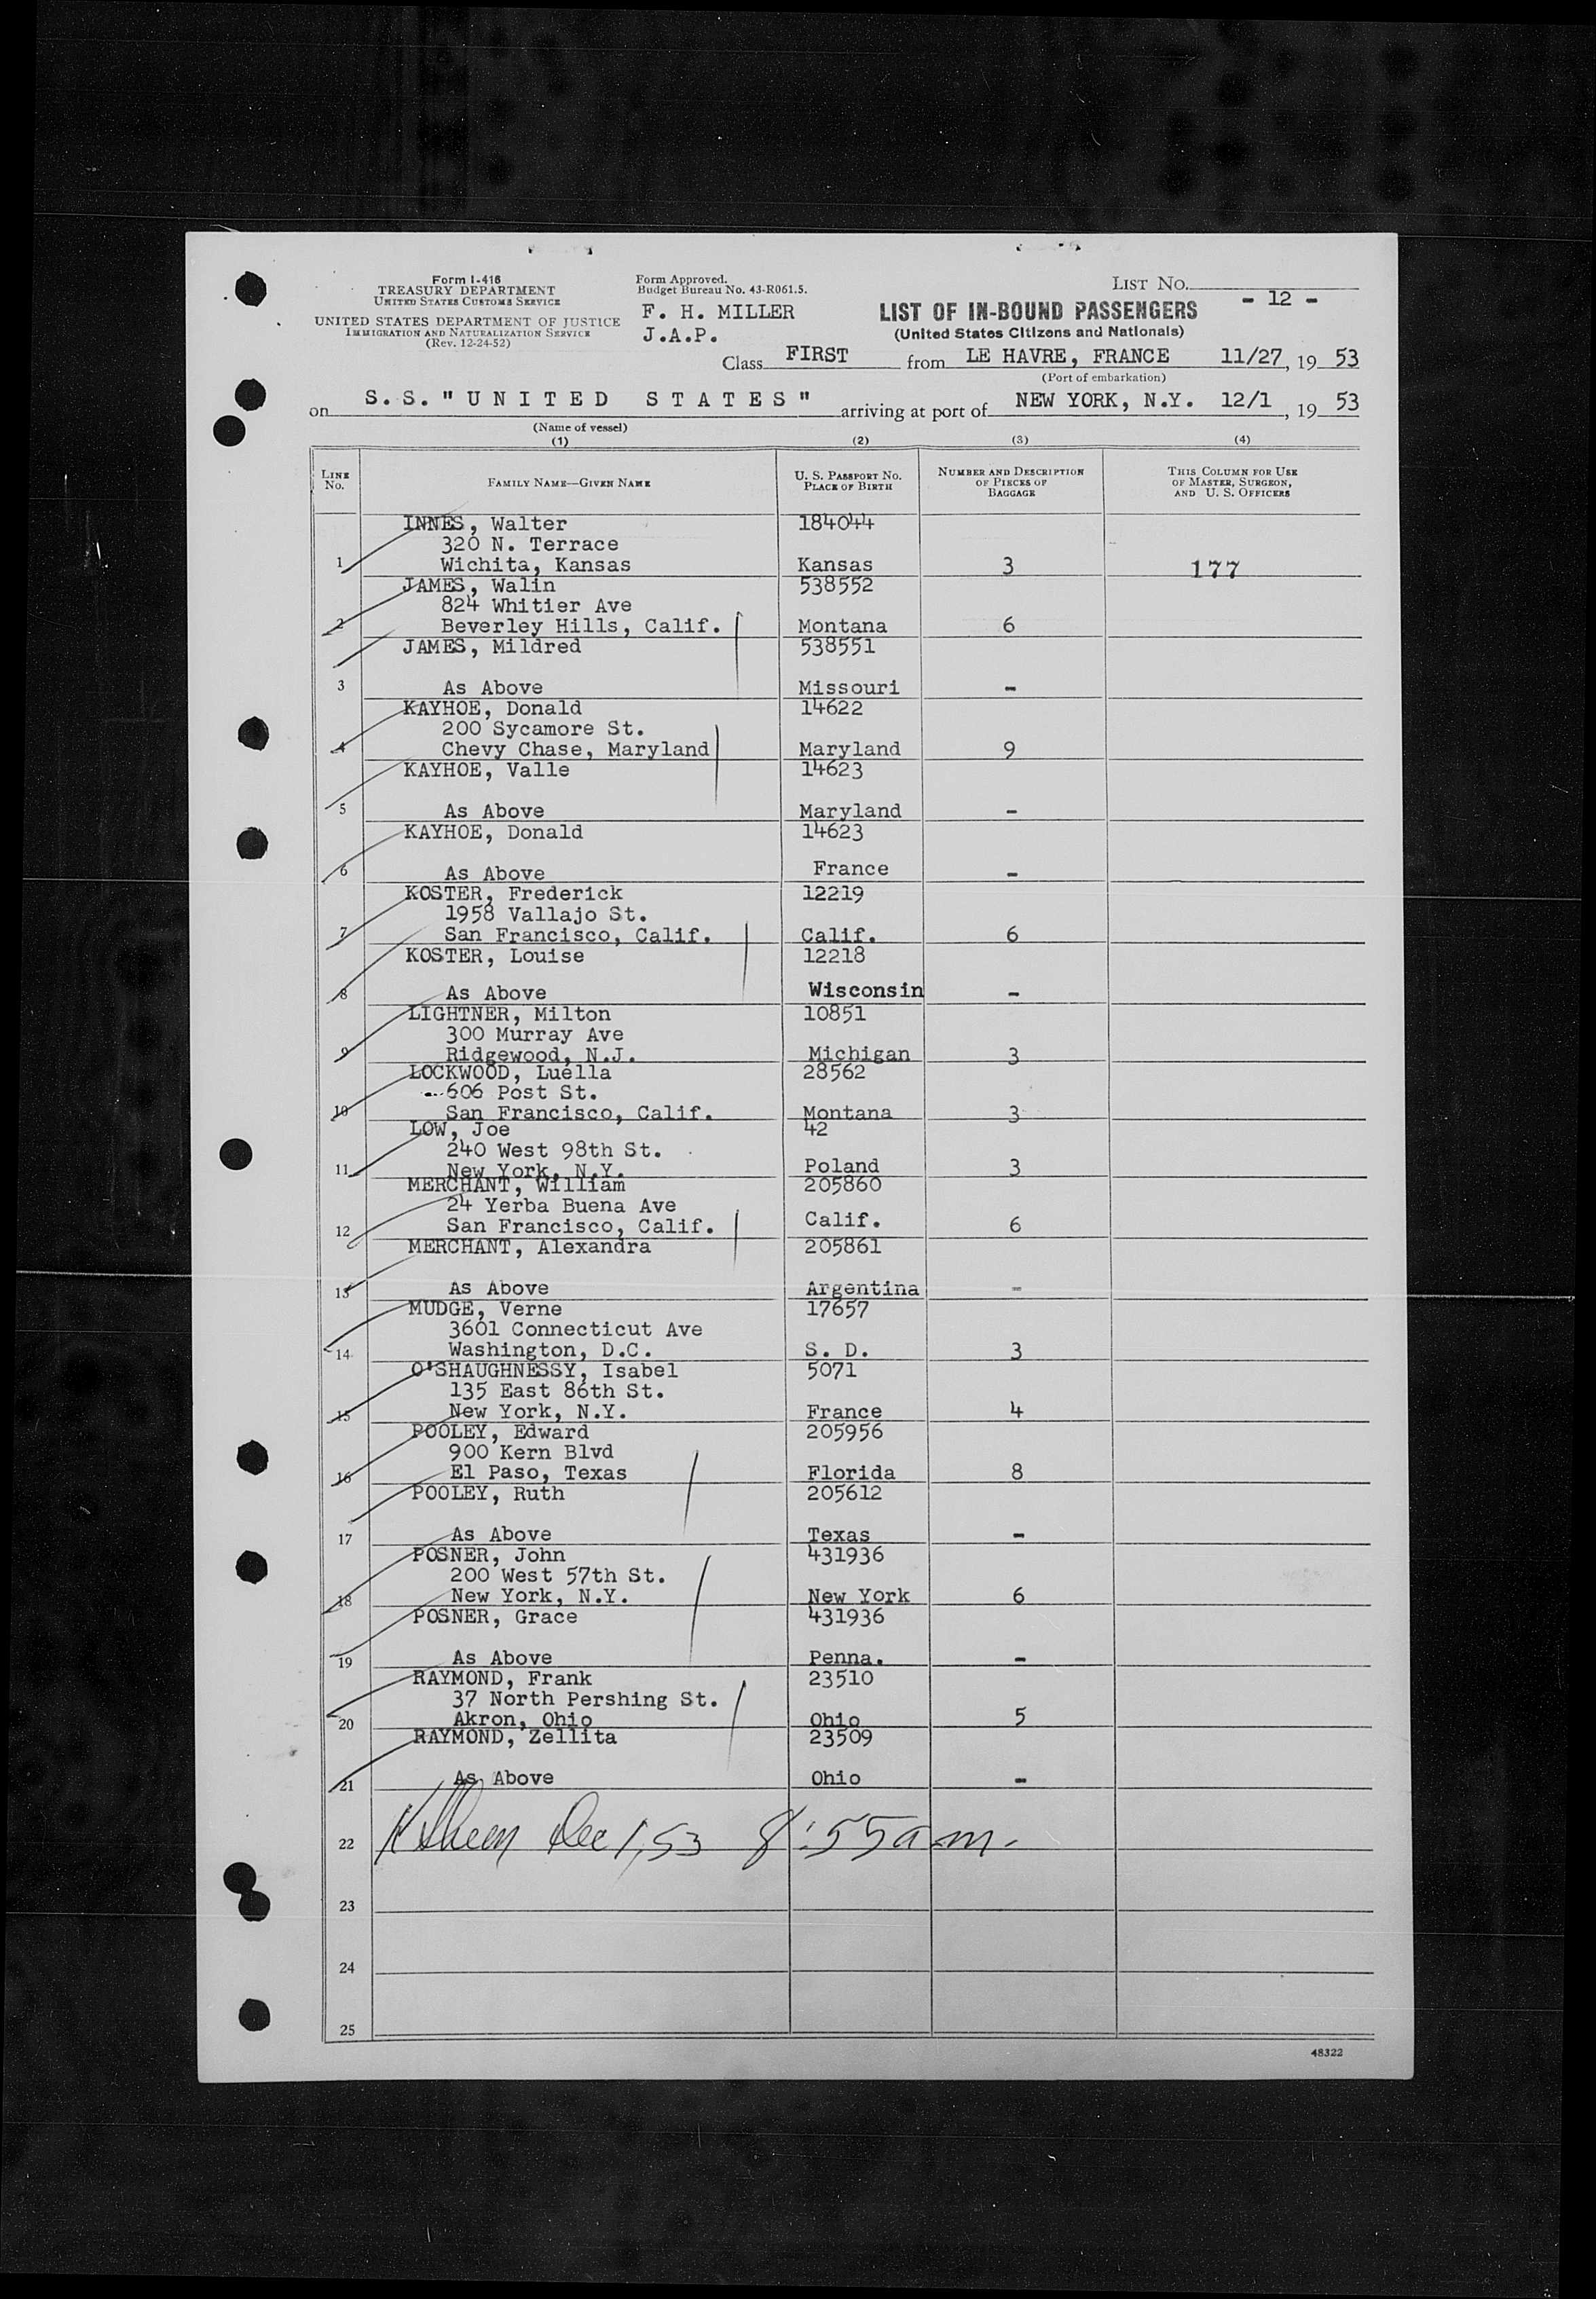 Form I-418
TREASURY DEPARTMENT
UNITED STATES CUSTOMS SERVICE
UNITED STATES DEPARTMENT OF JUSTICE
IMMIGRATION AND NATURALIZATION SERVICE
(Rev. 12-24-52)
Form Approved.
Budget Bureau No. 43-R061.5.
F. H. MILLER
J.A.P.
LIST NO. - 12 -
LIST OF IN-BOUND PASSENGERS
(United States Citizens and Nationals)
Class FIRST from LE HAVRE, FRANCE 11/27, 19 53
(Port of embarkation)
on S.S. "UNITED STATES" arriving at port of NEW YORK, N.Y. 12/1, 19 53
(Name of vessel)
(1) (2) (3) (4)
LINE NO. FAMILY NAME—GIVEN NAME U. S. PASSPORT NO. PLACE OF BIRTH NUMBER AND DESCRIPTION OF PIECES OF BAGGAGE THIS COLUMN FOR USE OF MASTER, SURGEON, AND U. S. OFFICERS
INNES, Walter 184044
320 N. Terrace
1 Wichita, Kansas Kansas 3 177
JAMES, Walin 538552
824 Whitier Ave
2 Beverley Hills, Calif. Montana 6
JAMES, Mildred 538551
3 As Above Missouri -
KAYHOE, Donald 14622
200 Sycamore St.
4 Chevy Chase, Maryland Maryland 9
KAYHOE, Valle 14623
5 As Above Maryland -
KAYHOE, Donald 14623
6 As Above France -
KOSTER, Frederick 12219
1958 Vallajo St.
7 San Francisco, Calif. Calif. 6
KOSTER, Louise 12218
8 As Above Wisconsin -
LIGHTNER, Milton 10851
300 Murray Ave
9 Ridgewood, N.J. Michigan 3
LOCKWOOD, Luella 28562
606 Post St.
10 San Francisco, Calif. Montana 3
LOW, Joe 42
240 West 98th St.
11 New York, N.Y. Poland 3
MERCHANT, William 205860
24 Yerba Buena Ave
12 San Francisco, Calif. Calif. 6
MERCHANT, Alexandra 205861
13 As Above Argentina -
MUDGE, Verne 17657
3601 Connecticut Ave
14 Washington, D.C. S. D. 3
O'SHAUGHNESSY, Isabel 5071
135 East 86th St.
15 New York, N.Y. France 4
POOLEY, Edward 205956
900 Kern Blvd
16 El Paso, Texas Florida 8
POOLEY, Ruth 205612
17 As Above Texas -
POSNER, John 431936
200 West 57th St.
18 New York, N.Y. New York 6
POSNER, Grace 431936
19 As Above Penna. -
RAYMOND, Frank 23510
37 North Pershing St.
20 Akron, Ohio Ohio 5
RAYMOND, Zellita 23509
21 As Above Ohio -
22 Dec 1, 53 8:55 am.
23
24
25
48322